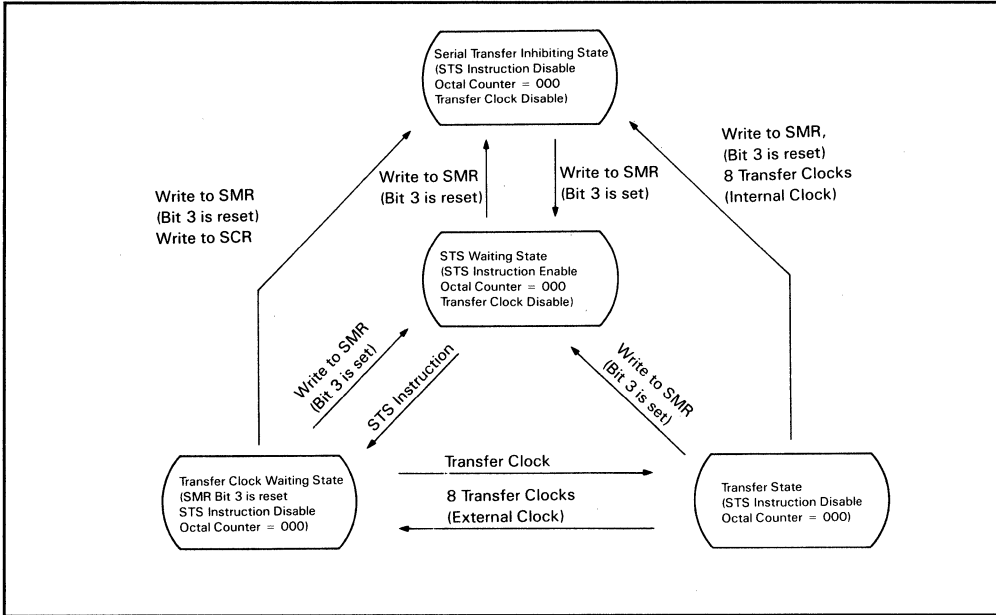 Serial Transfer Inhibiting State
(STS Instruction Disable
Octal Counter = 000
Transfer Clock Disable)
Write to SMR,
(Bit 3 is reset)
8 Transfer Clocks
(Internal Clock)
Write to SMR
(Bit 3 is reset)
Write to SMR
(Bit 3 is set)
Write to SMR
(Bit 3 is reset)
Write to SCR
STS Waiting State
(STS Instruction Enable
Octal Counter = 000
Transfer Clock Disable)
Write to SMR
(Bit 3 is set)
STS Instruction
Write to SMR
(Bit 3 is set)
Transfer Clock Waiting State
(SMR Bit 3 is reset
STS Instruction Disable
Octal Counter = 000)
Transfer Clock
8 Transfer Clocks
(External Clock)
Transfer State
(STS Instruction Disable
Octal Counter = 000)